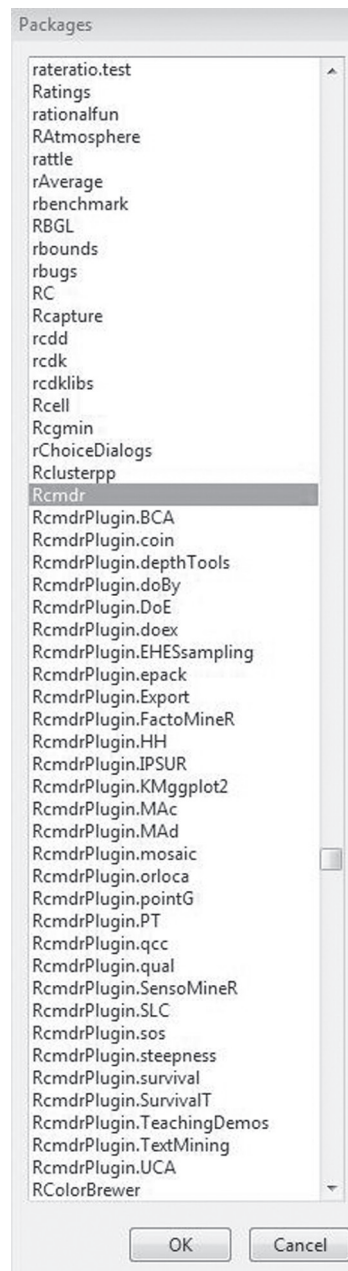 Packages
rateratio.test
Ratings
rationalfun
RAtmosphere
rattle
rAverage
rbenchmark
RBGL
rbounds
rbugs
RC
Rcapture
rcdd
rcdk
rcdklibs
Rcell
Rcgmin
rChoiceDialogs
Rclusterpp
Rcmdr
RcmdrPlugin.BCA
RcmdrPlugin.coin
RcmdrPlugin.depthTools
RcmdrPlugin.doBy
RcmdrPlugin.DoE
RcmdrPlugin.doex
RcmdrPlugin.EHESsampling
RcmdrPlugin.epack
RcmdrPlugin.Export
RcmdrPlugin.FactoMineR
RcmdrPlugin.HH
RcmdrPlugin.IPSUR
RcmdrPlugin.KMggplot2
RcmdrPlugin.MAc
RcmdrPlugin.MAd
RcmdrPlugin.mosaic
RcmdrPlugin.orloca
RcmdrPlugin.pointG
RcmdrPlugin.PT
RcmdrPlugin.qcc
RcmdrPlugin.qual
RcmdrPlugin.SensoMineR
RcmdrPlugin.SLC
RcmdrPlugin.sos
RcmdrPlugin.steepness
RcmdrPlugin.survival
RcmdrPlugin.SurvivalT
RcmdrPlugin.TeachingDemos
RcmdrPlugin.TextMining
RcmdrPlugin.UCA
RColorBrewer
OK Cancel